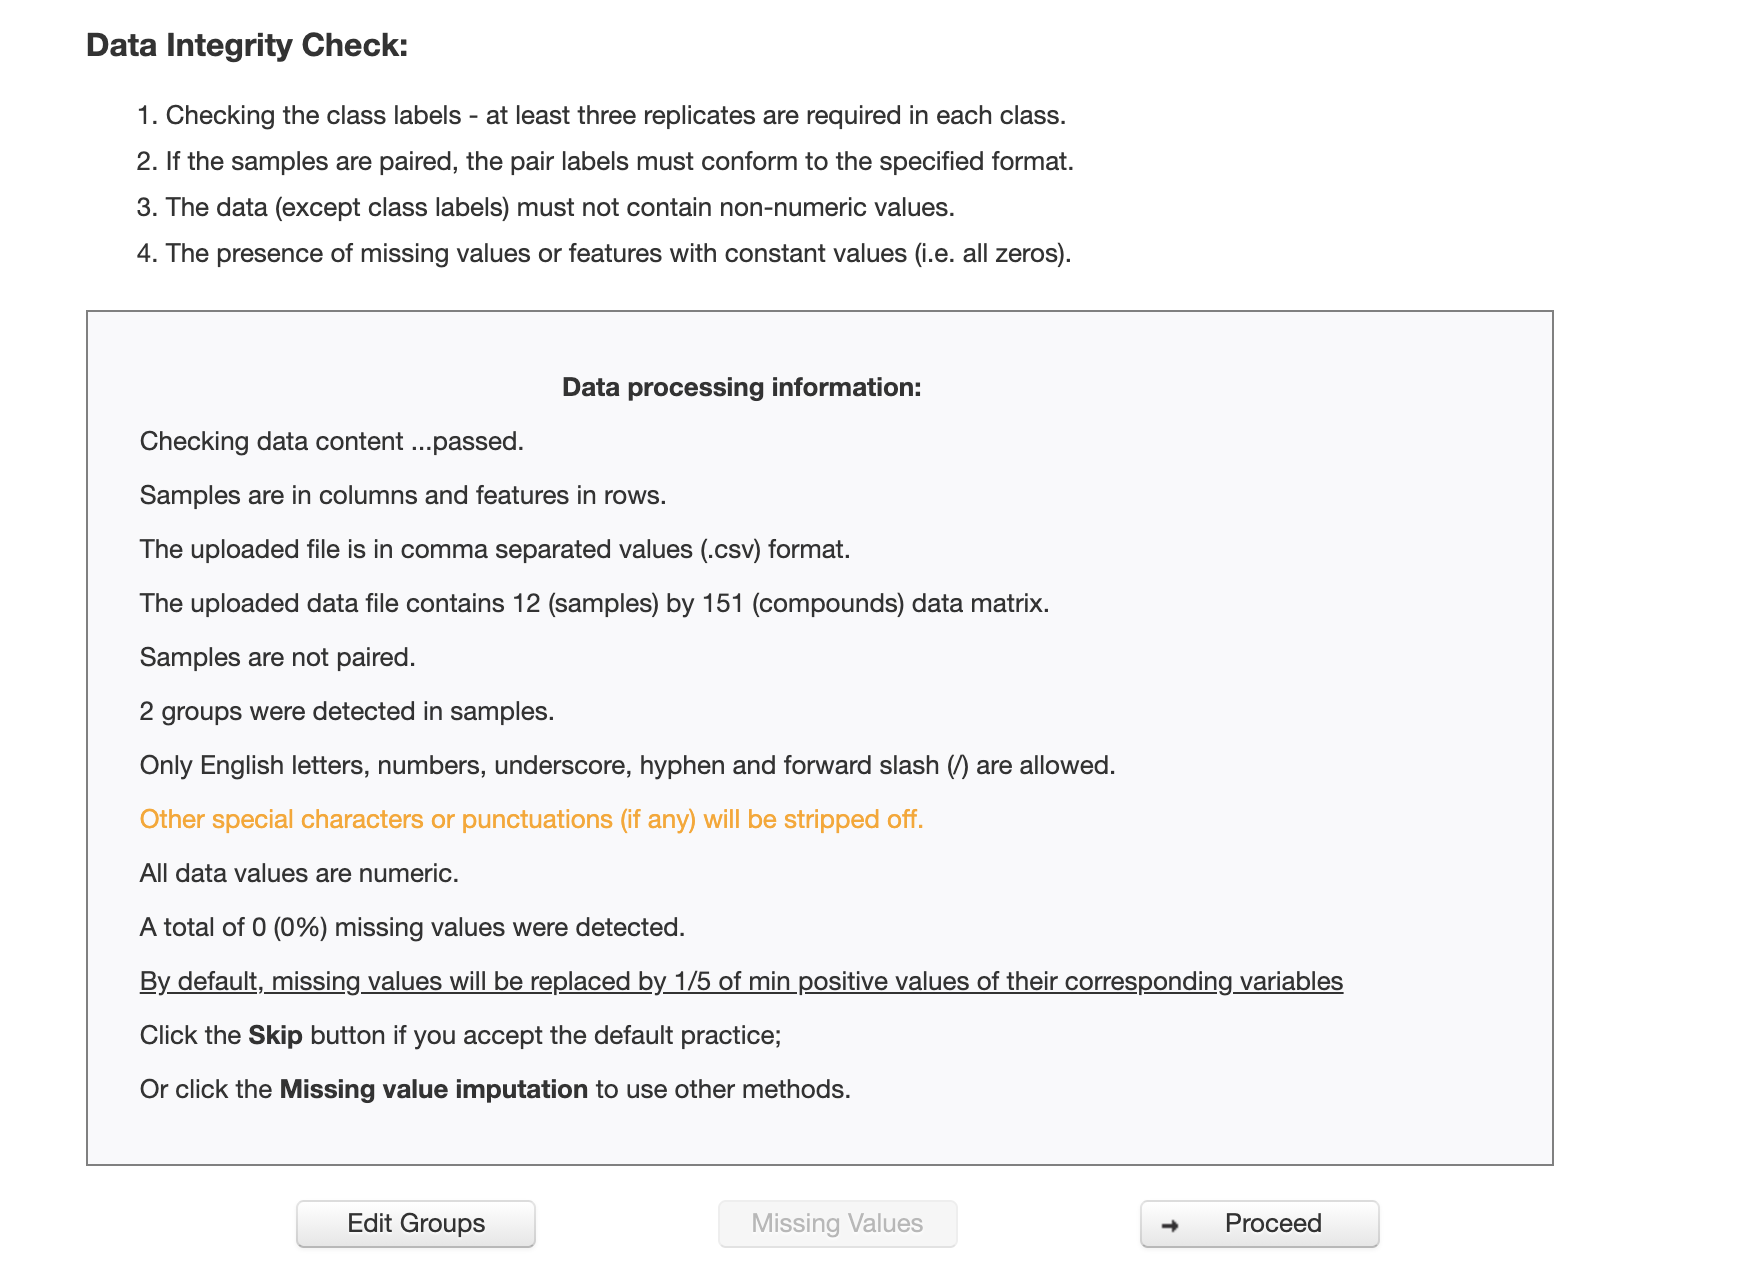 Data Integrity Check:
1. Checking the class labels - at least three replicates are required in each class.
2. If the samples are paired, the pair labels must conform to the specified format.
3. The data (except class labels) must not contain non-numeric values.
4. The presence of missing values or features with constant values (i.e. all zeros).
Data processing information:
Checking data content ...passed.
Samples are in columns and features in rows.
The uploaded file is in comma separated values (.csv) format.
The uploaded data file contains 12 (samples) by 151 (compounds) data matrix.
Samples are not paired.
2 groups were detected in samples.
Only English letters, numbers, underscore, hyphen and forward slash (/) are allowed.
Other special characters or punctuations (if any) will be stripped off.
All data values are numeric.
A total of 0 (0%) missing values were detected.
By default, missing values will be replaced by 1/5 of min positive values of their corresponding variables
Click the Skip button if you accept the default practice;
Or click the Missing value imputation to use other methods.
Edit Groups
Missing Values
Proceed